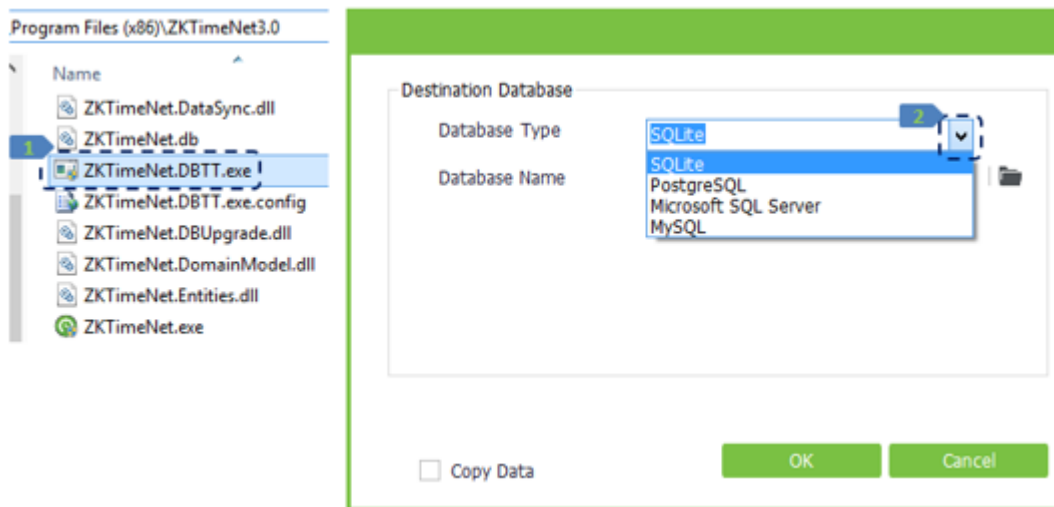 Program Files (x86)\ZKTimeNet3.0
Name
ZKTimeNet.DataSync.dll
ZKTimeNet.db
1
ZKTimeNet.DBTT.exe
ZKTimeNet.DBTT.exe.config
ZKTimeNet.DBUpgrade.dll
ZKTimeNet.DomainModel.dll
ZKTimeNet.Entities.dll
ZKTimeNet.exe
Destination Database
2
Database Type
SQLite
SQLite
PostgreSQL
Microsoft SQL Server
MySQL
Database Name
Copy Data
OK
Cancel